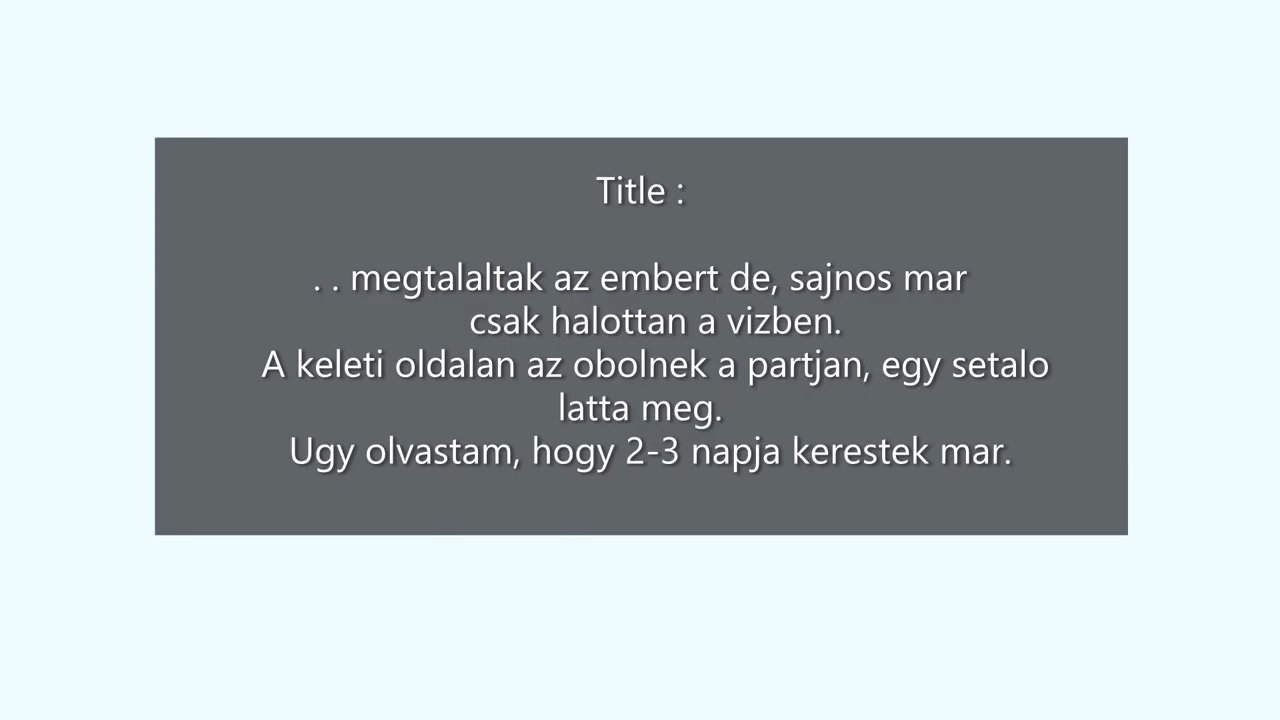 Title :
. . megtalaltak az embert de, sajnos mar
csak halottan a vizben.
A keleti oldalan az obolnek a partjan, egy setalo
latta meg.
Ugy olvastam, hogy 2-3 napja kerestek mar.